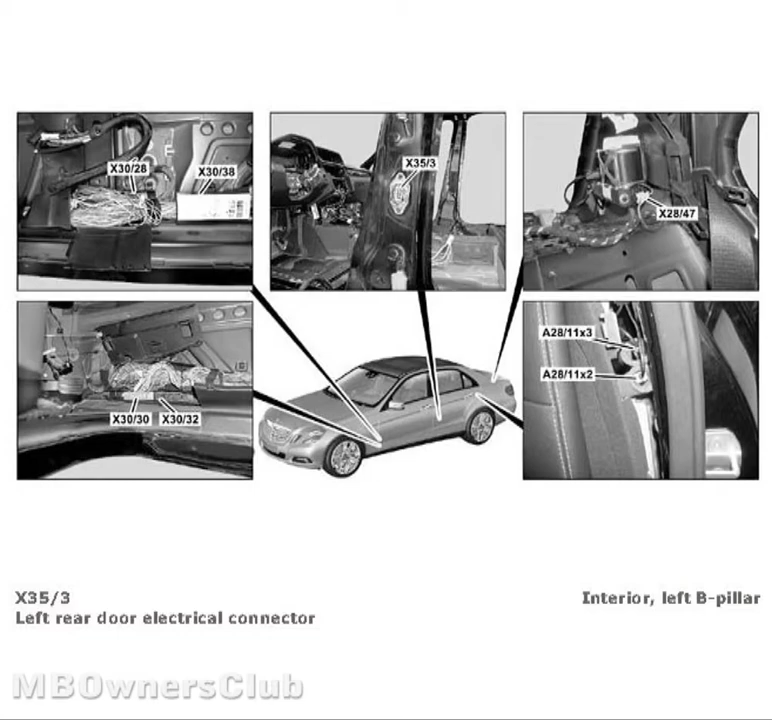 X30/28
X30/38
X35/3
X28/47
A28/11x3
A28/11x2
X30/30
X30/32
X35/3
Left rear door electrical connector
Interior, left B-pillar
MBOwnersClub